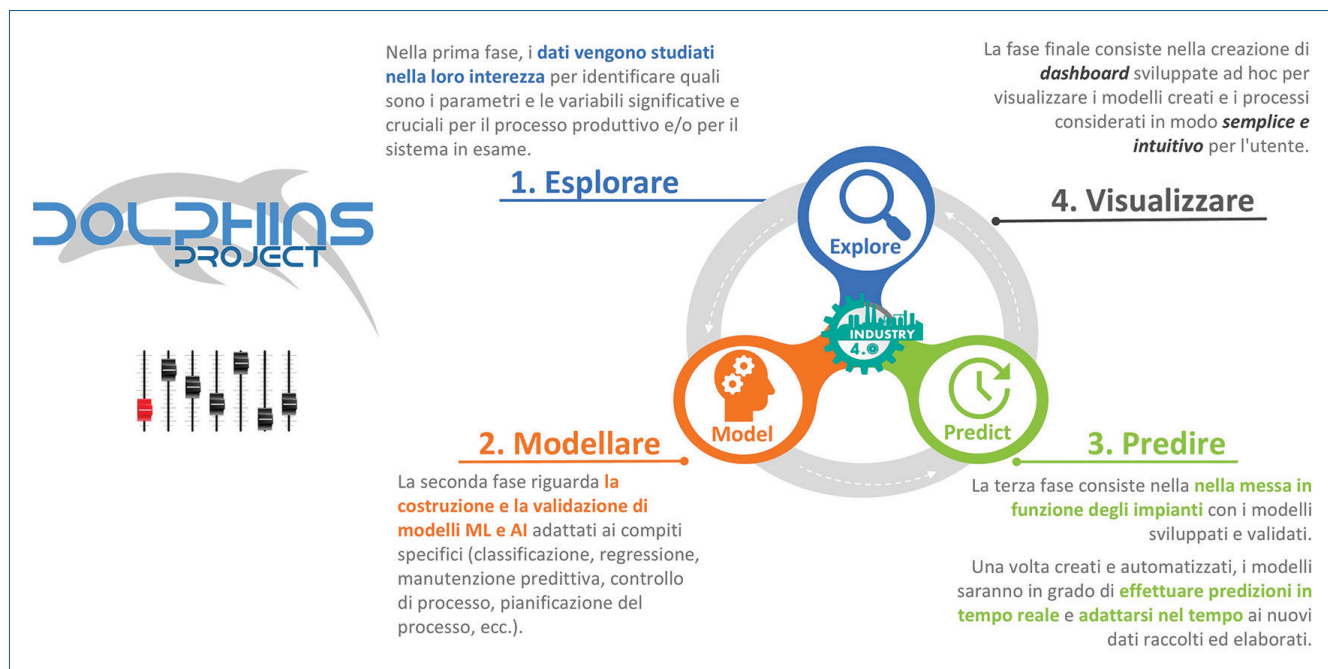 DOLPHINS
PROJECT
Nella prima fase, i dati vengono studiati
nella loro interezza per identificare quali
sono i parametri e le variabili significative e
cruciali per il processo produttivo e/o per il
sistema in esame.
1. Esplorare
La fase finale consiste nella creazione di
dashboard sviluppate ad hoc per
visualizzare i modelli creati e i processi
considerati in modo semplice e
intuitivo per l'utente.
4. Visualizzare
Explore
INDUSTRY
4.0
Model
Predict
2. Modellare
La seconda fase riguarda la
costruzione e la validazione di
modelli ML e AI adattati ai compiti
specifici (classificazione, regressione,
manutenzione predittiva, controllo
di processo, pianificazione del
processo, ecc.).
3. Predire
La terza fase consiste nella nella messa in
funzione degli impianti con i modelli
sviluppati e validati.
Una volta creati e automatizzati, i modelli
saranno in grado di effettuare predizioni in
tempo reale e adattarsi nel tempo ai nuovi
dati raccolti ed elaborati.